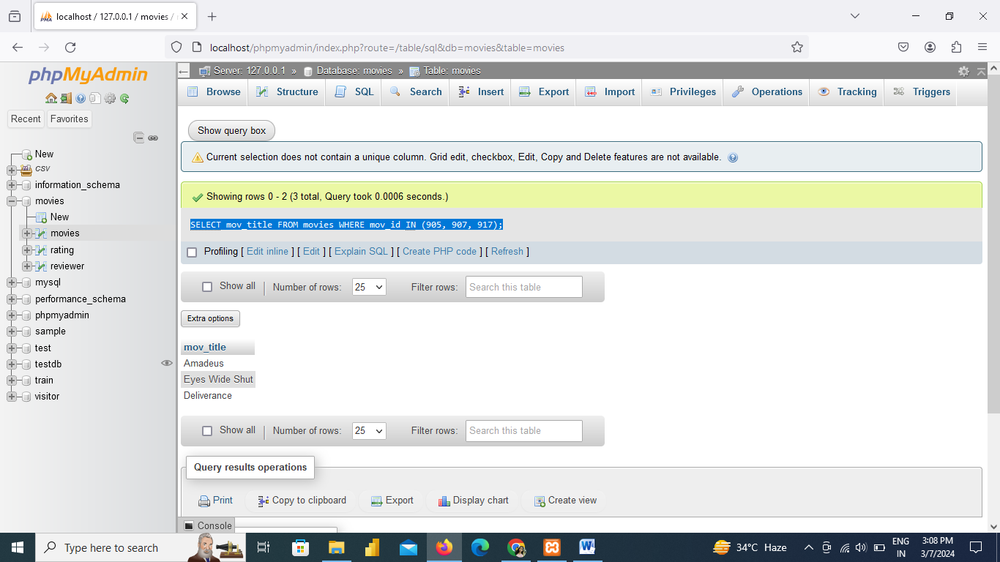 localhost / 127.0.0.1 / movies /
localhost/phpmyadmin/index.php?route=/table/sql&db=movies&table=movies
phpMyAdmin
Server: 127.0.0.1 » Database: movies » Table: movies
Browse Structure SQL Search Insert Export Import Privileges Operations Tracking Triggers
Recent Favorites
New
csv
information_schema
movies
New
movies
rating
reviewer
mysql
performance_schema
phpmyadmin
sample
test
testdb
train
visitor
Show query box
Current selection does not contain a unique column. Grid edit, checkbox, Edit, Copy and Delete features are not available.
Showing rows 0 - 2 (3 total, Query took 0.0006 seconds.)
SELECT mov_title FROM movies WHERE mov_id IN (905, 907, 917);
Profiling [ Edit inline ] [ Edit ] [ Explain SQL ] [ Create PHP code ] [ Refresh ]
Show all | Number of rows: 25 Filter rows: Search this table
Extra options
mov_title
Amadeus
Eyes Wide Shut
Deliverance
Show all | Number of rows: 25 Filter rows: Search this table
Query results operations
Print Copy to clipboard Export Display chart Create view
Console
Type here to search
34°C Haze
ENG
IN
3:08 PM
3/7/2024